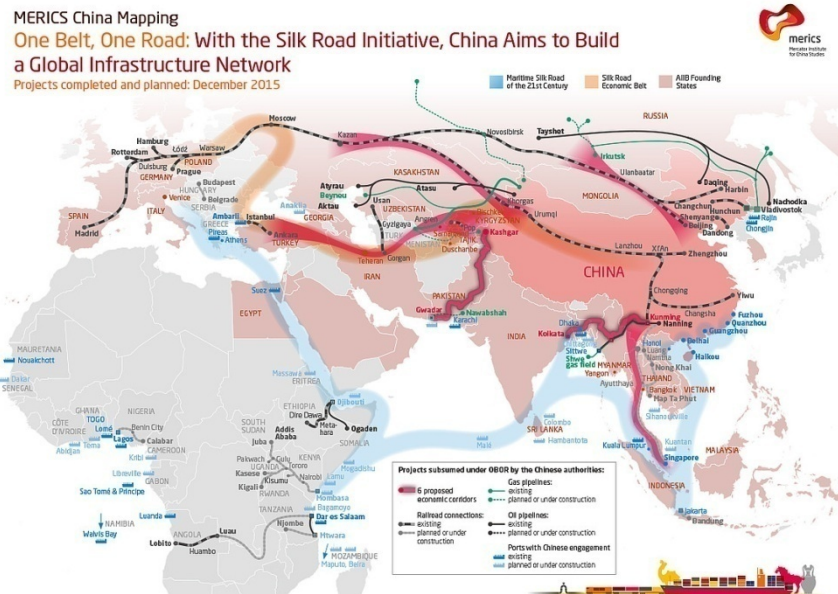 MERICS China Mapping
One Belt, One Road: With the Silk Road Initiative, China Aims to Build
a Global Infrastructure Network
Projects completed and planned: December 2015
merics
Mercator Institute
for China Studies
Maritime Silk Road
of the 21st Century
Silk Road
Economic Belt
AIIB Founding
States
Moscow
RUSSIA
Kazan
Novosibirsk
Tayshet
Hamburg
Rotterdam
Łódź
Warsaw
Duisburg
POLAND
Prague
GERMANY
Irkutsk
Ulanbaatar
Daqing
Harbin
KAZAKHSTAN
MONGOLIA
Budapest
HUNGARY
Belgrade
SERBIA
Venice
ITALY
Atyrau
Beyneu
Aktau
Atasu
Usan
Khorgas
Urumqi
Nachodka
Vladivostok
Changchun
Hunchun
Rajin
Chongjin
Shenyang
Beijing
Dandong
SPAIN
Madrid
Anaklia
GEORGIA
UZBEKISTAN
KYRGYZSTAN
Ambarli
Istanbul
GREECE
Pireus
Athens
Ankara
TURKEY
Gyzlgaya
Kashgar
Duschanbe
Teheran
Gorgan
IRAN
Lanzhou
Xi'An
Zhengzhou
CHINA
Chongqing
Yiwu
Changsha
Suez
EGYPT
PAKISTAN
Gwadar
Nawabshah
Karachi
INDIA
Kunming
Nanning
Fuzhou
Quanzhou
Guangzhou
Kolkata
Dhaka
Sittwe
Shwe
gas field
MYANMAR
Yangon
Hanoi
Beihai
Haikou
Nong Khai
THAILAND
Ayutthaya
Bangkok
VIETNAM
Map Ta Phut
MAURETANIA
Nouakchott
Dakar
SENEGAL
Massawa
ERITREA
Djibouti
ETHIOPIA
Dire Dawa
Addis
Ababa
Meta-
hara
Ogaden
SOMALIA
SOUTH
SUDAN
Juba
GHANA
NIGERIA
TOGO
CÔTE
D'IVROIRE
Lomé
Tema
Abidjan
Lagos
Benin City
Calabar
CAMEROON
Kribi
Libreville
GABON
Sao Tomé & Principe
SRI LANKA
Colombo
Hambantota
Malé
Kuala Lumpur
Kuantan
MALAYSIA
Singapore
INDONESIA
Jakarta
Bandung
Pakwach
Gulu
KENYA
UGANDA
Kasese
Kisumu
Nairobi
Kigali
RWANDA
Lamu
Mogadishu
Mombasa
Bagamoyo
TANZANIA
Dar es Salaam
Njombe
Mtwara
Luanda
NAMIBIA
Walvis Bay
ANGOLA
Luau
Lobito
Huambo
MOZAMBIQUE
Maputo, Beira
Projects subsumed under OBOR by the Chinese authorities:
6 proposed
economic corridors
Gas pipelines:
existing
planned or under construction
Railroad connections:
existing
planned or under
construction
Oil pipelines:
existing
planned or under construction
Ports with Chinese engagement
existing
planned or under construction